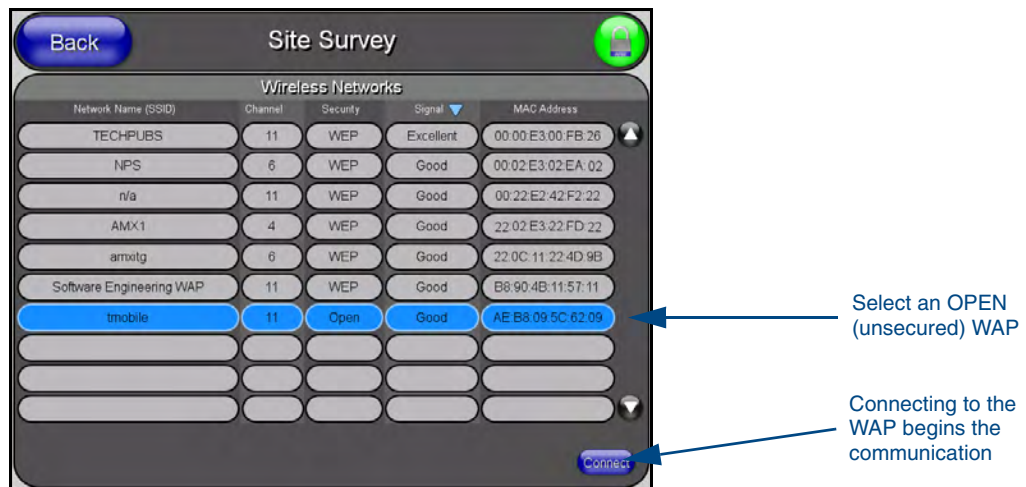 Back
Site Survey
Wireless Networks
Network Name (SSID) Channel Security Signal MAC Address
TECHPUBS 11 WEP Excellent 00:00:E3:00:FB:26
NPS 6 WEP Good 00:02:E3:02:EA:02
n/a 11 WEP Good 00:22:E2:42:F2:22
AMX1 4 WEP Good 22:02:E3:22:FD:22
amxitg 6 WEP Good 22:0C:11:22:4D:9B
Software Engineering WAP 11 WEP Good B8:90:4B:11:57:11
tmobile 11 Open Good AE:B8:09:5C:62:09
Select an OPEN
(unsecured) WAP
Connecting to the
WAP begins the
communication
Connect